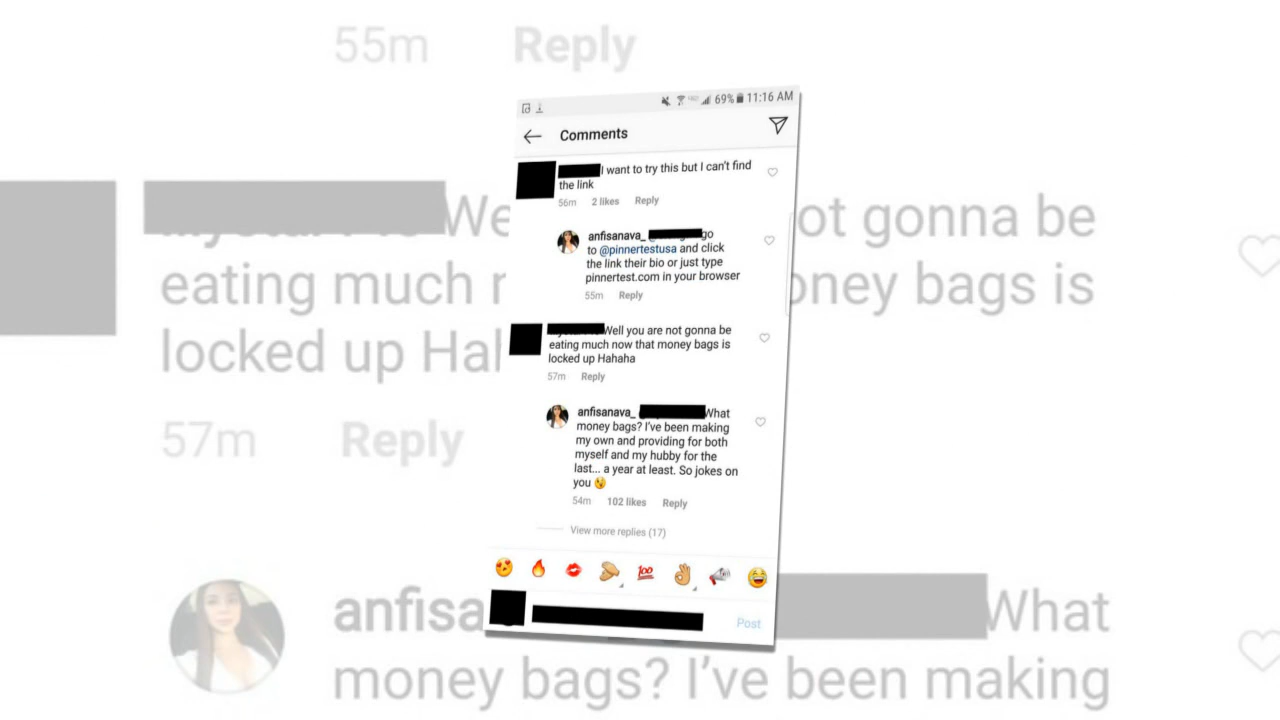 55m Reply
We
ot gonna be
eating much r
oney bags is
locked up Hah
57m Reply
anfisa
What
money bags? I've been making
69% 11:16 AM
Comments
I want to try this but I can't find
the link
56m 2 likes Reply
anfisanava_ go
to @pinnertestusa and click
the link their bio or just type
pinnertest.com in your browser
55m Reply
Well you are not gonna be
eating much now that money bags is
locked up Hahaha
57m Reply
anfisanava_ What
money bags? I've been making
my own and providing for both
myself and my hubby for the
last... a year at least. So jokes on
you 😉
54m 102 likes Reply
View more replies (17)
Post